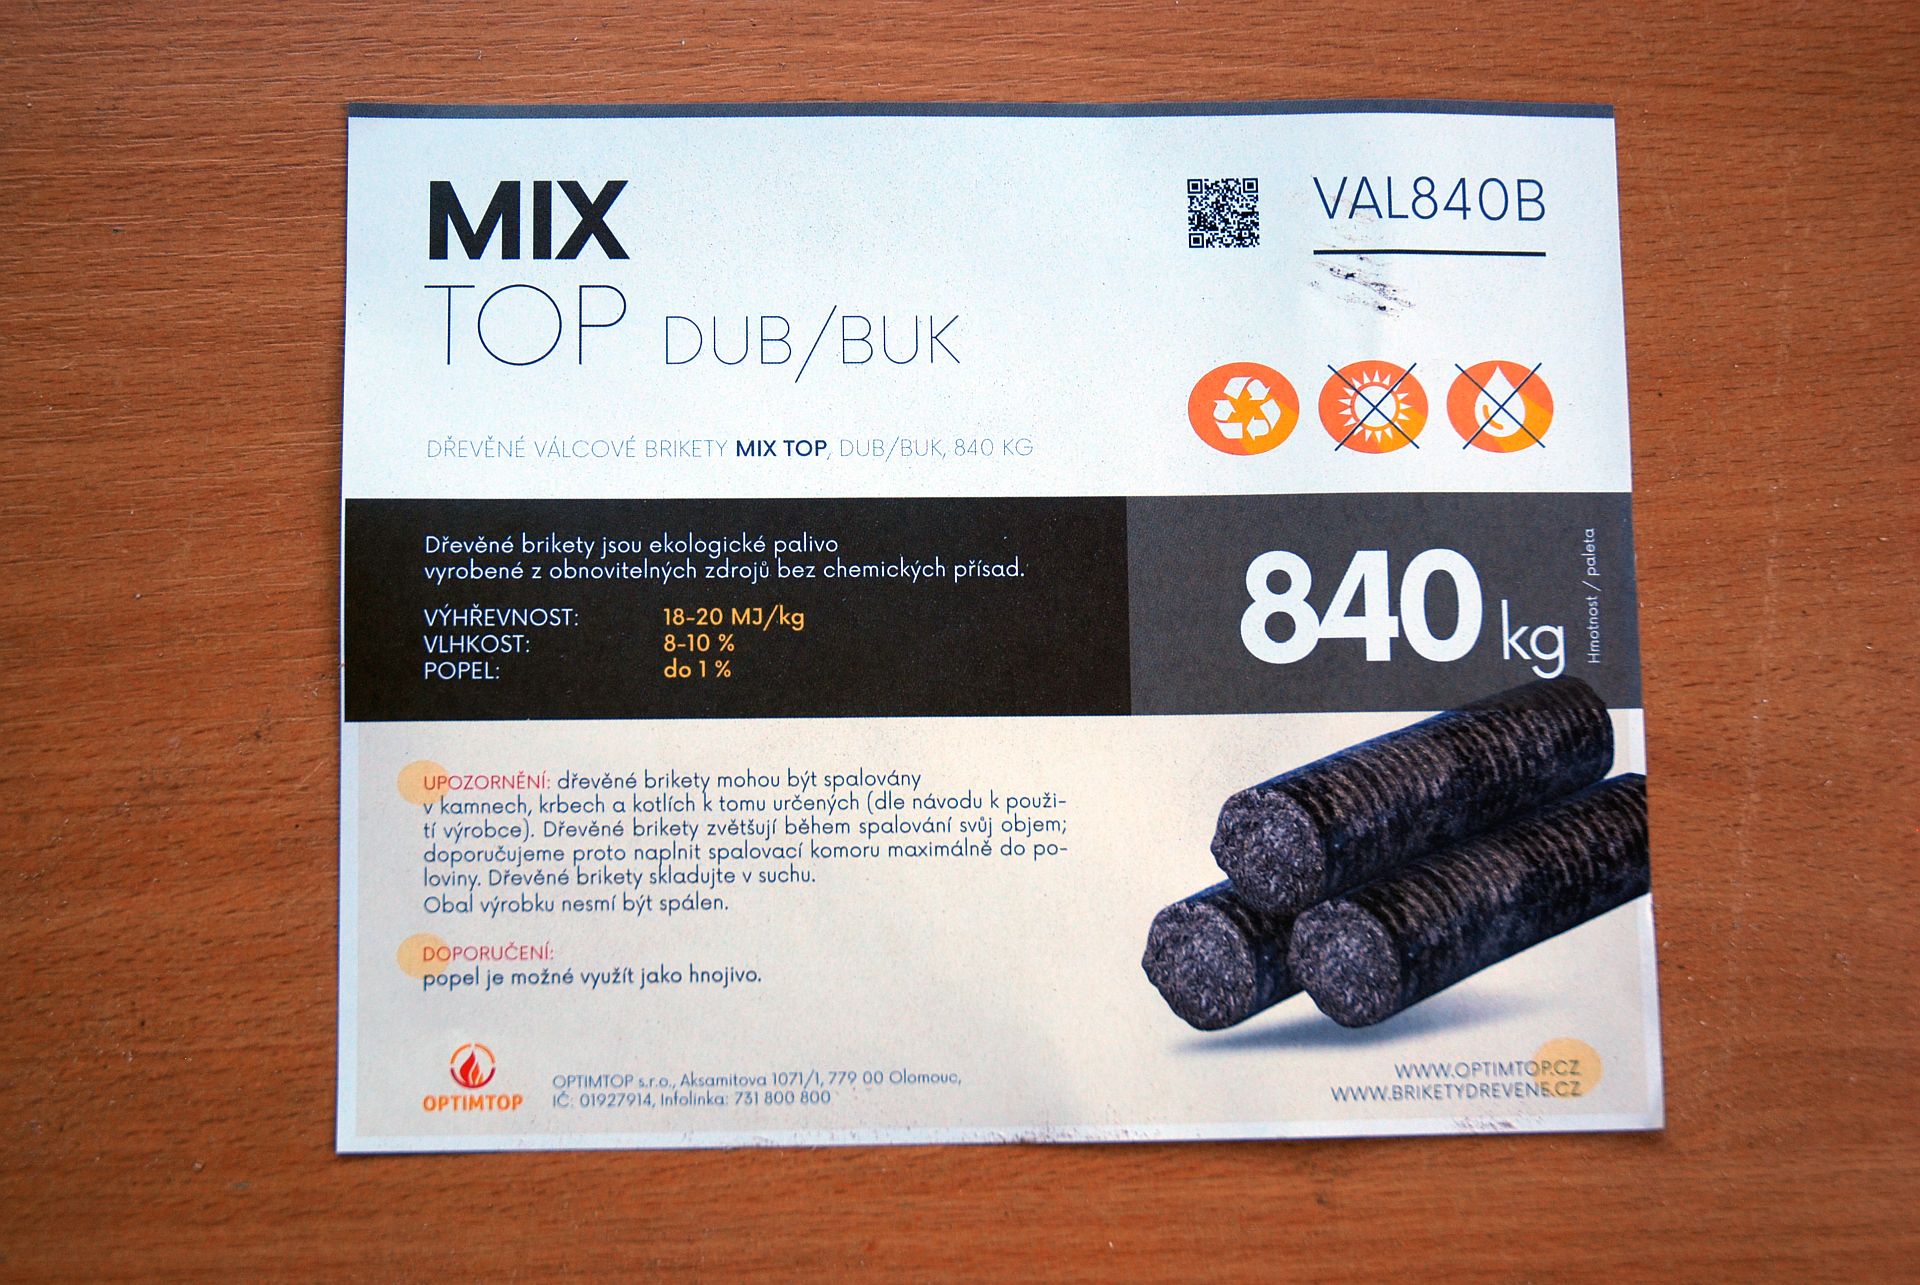 MIX
TOP DUB/BUK
VAL840B
DŘEVĚNÉ VÁLCOVÉ BRIKETY MIX TOP, DUB/BUK, 840 KG
Dřevěné brikety jsou ekologické palivo
vyrobené z obnovitelných zdrojů bez chemických přísad.
VÝHŘEVNOST: 18-20 MJ/kg
VLHKOST: 8-10 %
POPEL: do 1 %
840 kg
Hmotnost / paleta
UPOZORNĚNÍ: dřevěné brikety mohou být spalovány
v kamnech, krbech a kotlích k tomu určených (dle návodu k použi-
tí výrobce). Dřevěné brikety zvětšují během spalování svůj objem;
doporučujeme proto naplnit spalovací komoru maximálně do po-
loviny. Dřevěné brikety skladujte v suchu.
Obal výrobku nesmí být spálen.
DOPORUČENÍ:
popel je možné využít jako hnojivo.
OPTIMTOP
OPTIMTOP s.r.o., Aksamitova 1071/1, 779 00 Olomouc,
IČ: 01927914, Infolinka: 731 800 800
WWW.OPTIMTOP.CZ
WWW.BRIKETYDREVENE.CZ